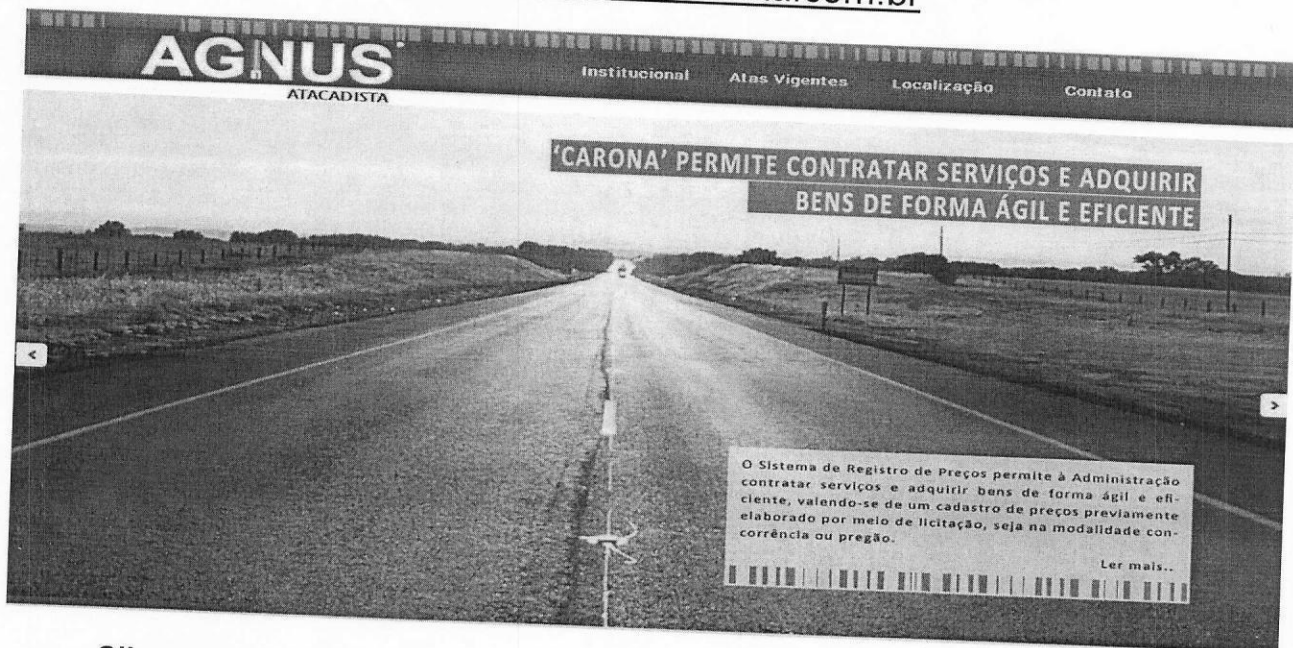 AGNUS
ATACADISTA
Institucional Atas Vigentes Localização Contato
'CARONA' PERMITE CONTRATAR SERVIÇOS E ADQUIRIR
BENS DE FORMA ÁGIL E EFICIENTE
<
>
O Sistema de Registro de Preços permite à Administração
contratar serviços e adquirir bens de forma ágil e efi-
ciente, valendo-se de um cadastro de preços previamente
elaborado por meio de licitação, seja na modalidade con-
corrência ou pregão.
Ler mais..